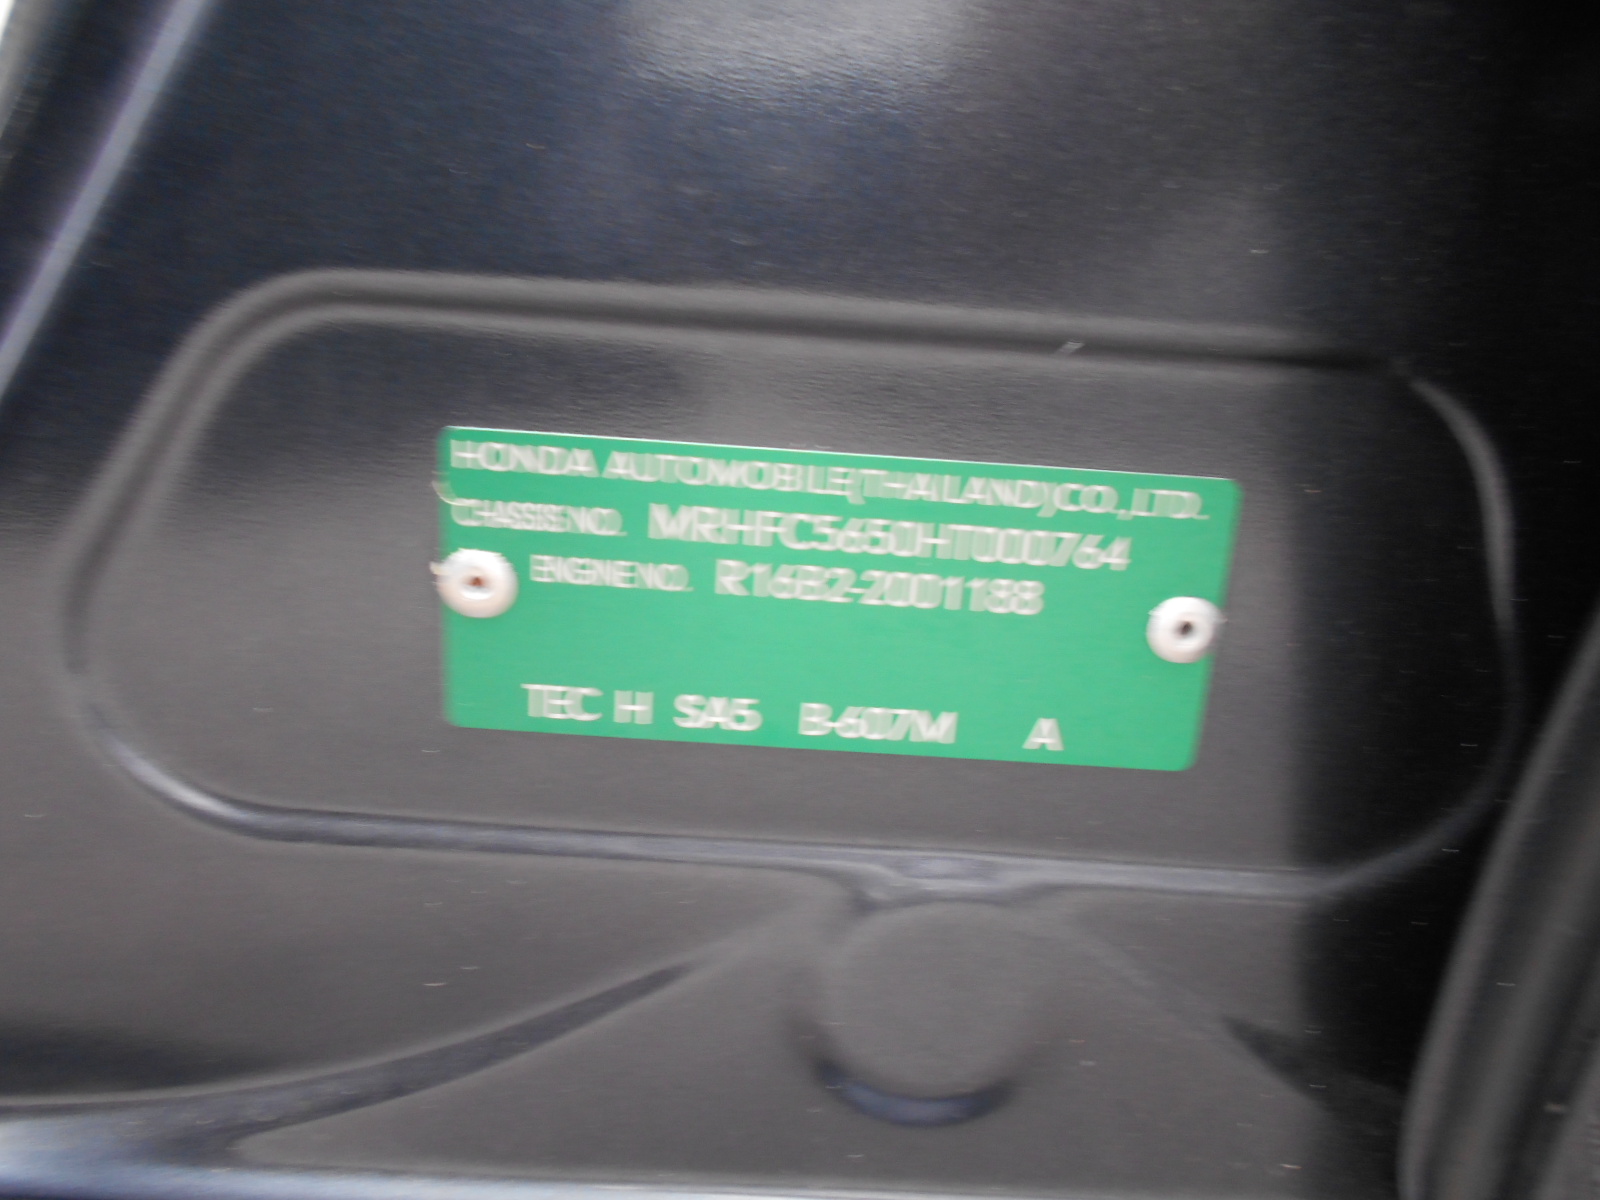 HONDA AUTOMOBILE(THAILAND)CO.,LTD.
CHASSIS NO. MRHFC5650HT000764
ENGINE NO. R16B2-2001188
TEC H SA5 B-607M A